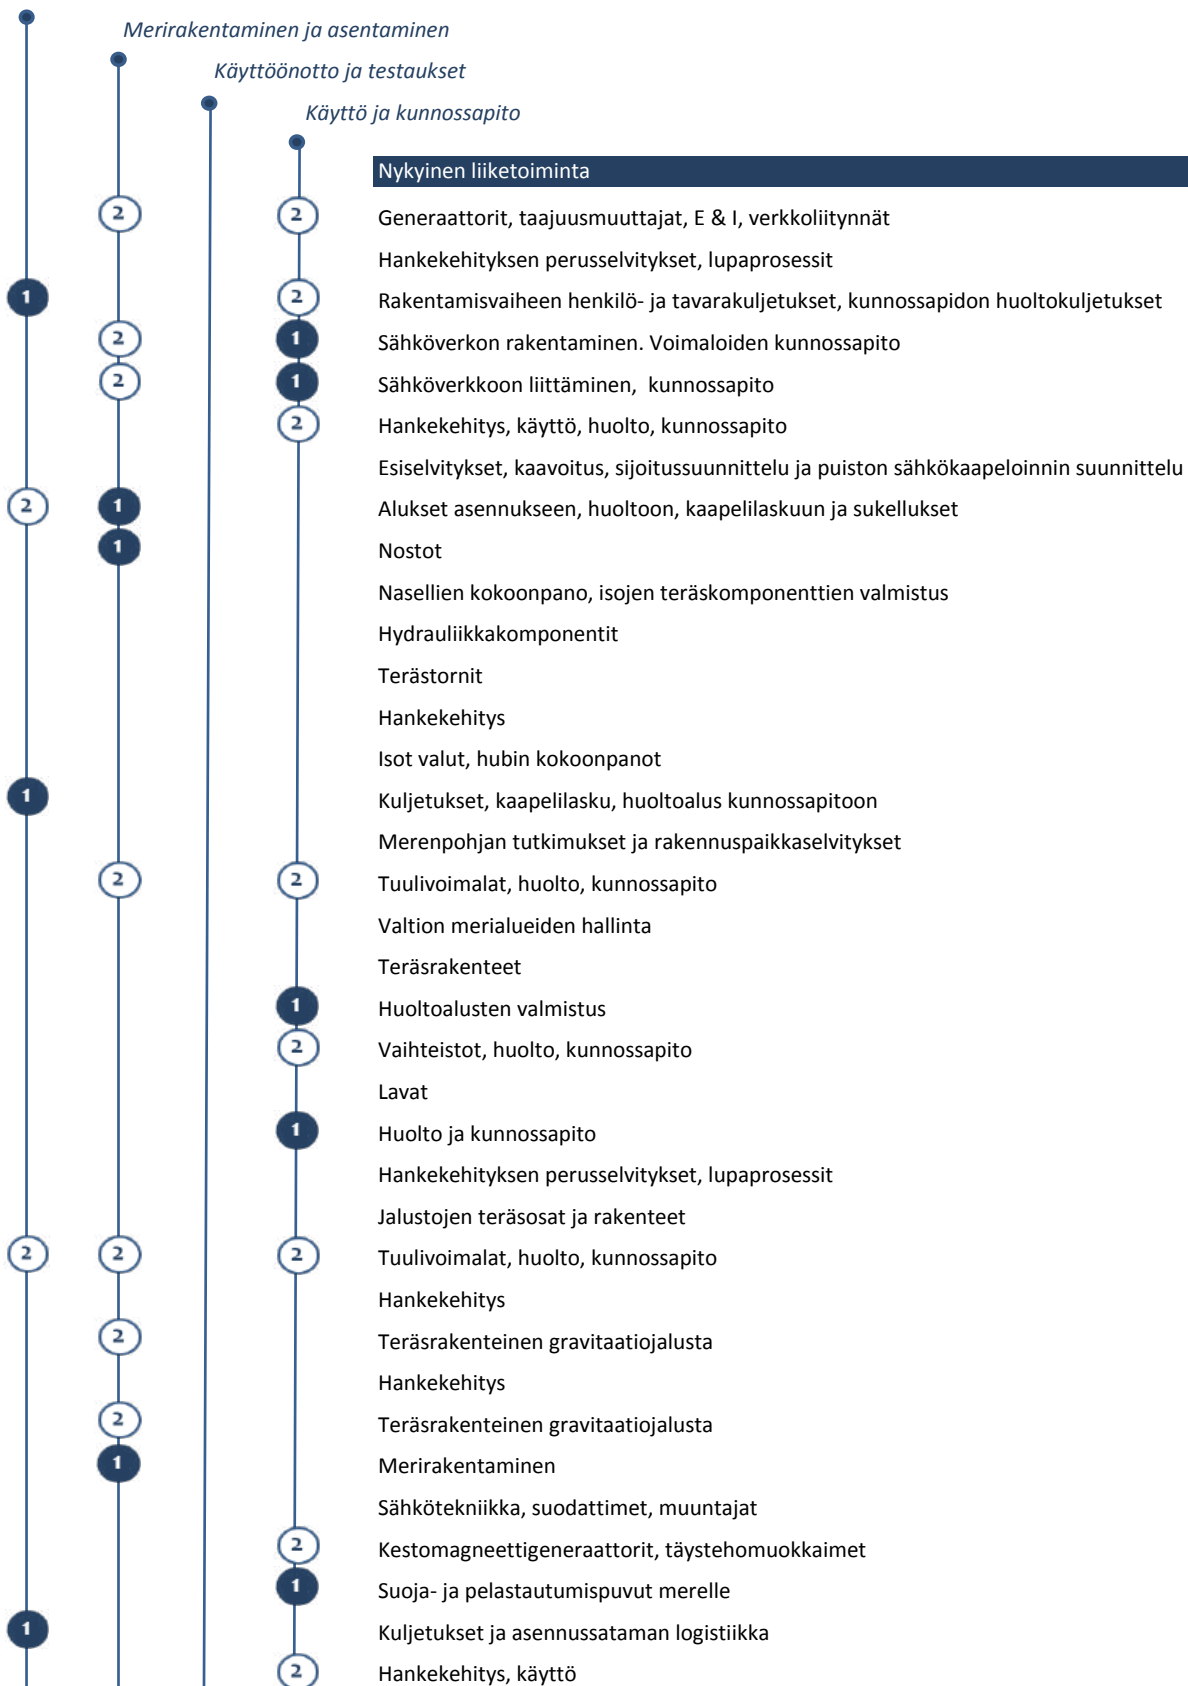 Merirakentaminen ja asentaminen
Käyttöönotto ja testaukset
Käyttö ja kunnossapito
Nykyinen liiketoiminta
2 2 Generaattorit, taajuusmuuttajat, E & I, verkkoliitynnät
Hankekehityksen perusselvitykset, lupaprosessit
1 2 Rakentamisvaiheen henkilö- ja tavarakuljetukset, kunnossapidon huoltokuljetukset
2 1 Sähköverkon rakentaminen. Voimaloiden kunnossapito
2 1 Sähköverkkoon liittäminen, kunnossapito
2 Hankekehitys, käyttö, huolto, kunnossapito
Esiselvitykset, kaavoitus, sijoitussuunnittelu ja puiston sähkökaapeloinnin suunnittelu
2 1 Alukset asennukseen, huoltoon, kaapelilaskuun ja sukellukset
1 Nostot
Nasellien kokoonpano, isojen teräskomponenttien valmistus
Hydrauliikkakomponentit
Terästornit
Hankekehitys
Isot valut, hubin kokoonpanot
1 Kuljetukset, kaapelilasku, huoltoalus kunnossapitoon
Merenpohjan tutkimukset ja rakennuspaikkaselvitykset
2 2 Tuulivoimalat, huolto, kunnossapito
Valtion merialueiden hallinta
Teräsrakenteet
1 Huoltoalusten valmistus
2 Vaihteistot, huolto, kunnossapito
Lavat
1 Huolto ja kunnossapito
Hankekehityksen perusselvitykset, lupaprosessit
Jalustojen teräsosat ja rakenteet
2 2 2 Tuulivoimalat, huolto, kunnossapito
Hankekehitys
2 Teräsrakenteinen gravitaatiojalusta
Hankekehitys
2 Teräsrakenteinen gravitaatiojalusta
1 Merirakentaminen
Sähkötekniikka, suodattimet, muuntajat
2 Kestomagneettigeneraattorit, täystehomuokkaimet
1 Suoja- ja pelastautumispuvut merelle
1 Kuljetukset ja asennussataman logistiikka
2 Hankekehitys, käyttö